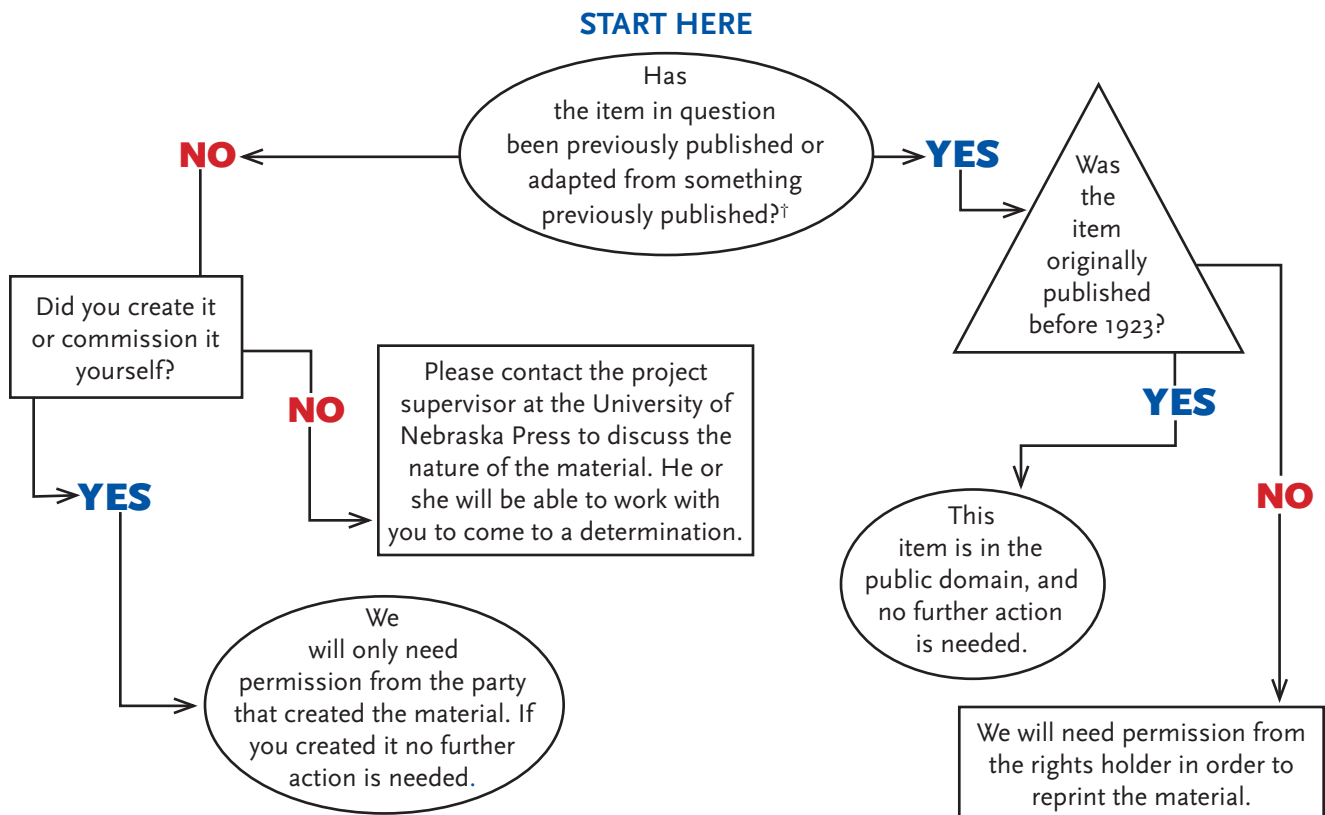 START HERE
Has
the item in question
been previously published or
adapted from something
previously published?†
NO
YES
Was
the
item
originally
published
before 1923?
Did you create it
or commission it
yourself?
NO
Please contact the project
supervisor at the University of
Nebraska Press to discuss the
nature of the material. He or
she will be able to work with
you to come to a determination.
YES
YES
NO
This
item is in the
public domain, and
no further action
is needed.
We
will only need
permission from the party
that created the material. If
you created it no further
action is needed.
We will need permission from
the rights holder in order to
reprint the material.